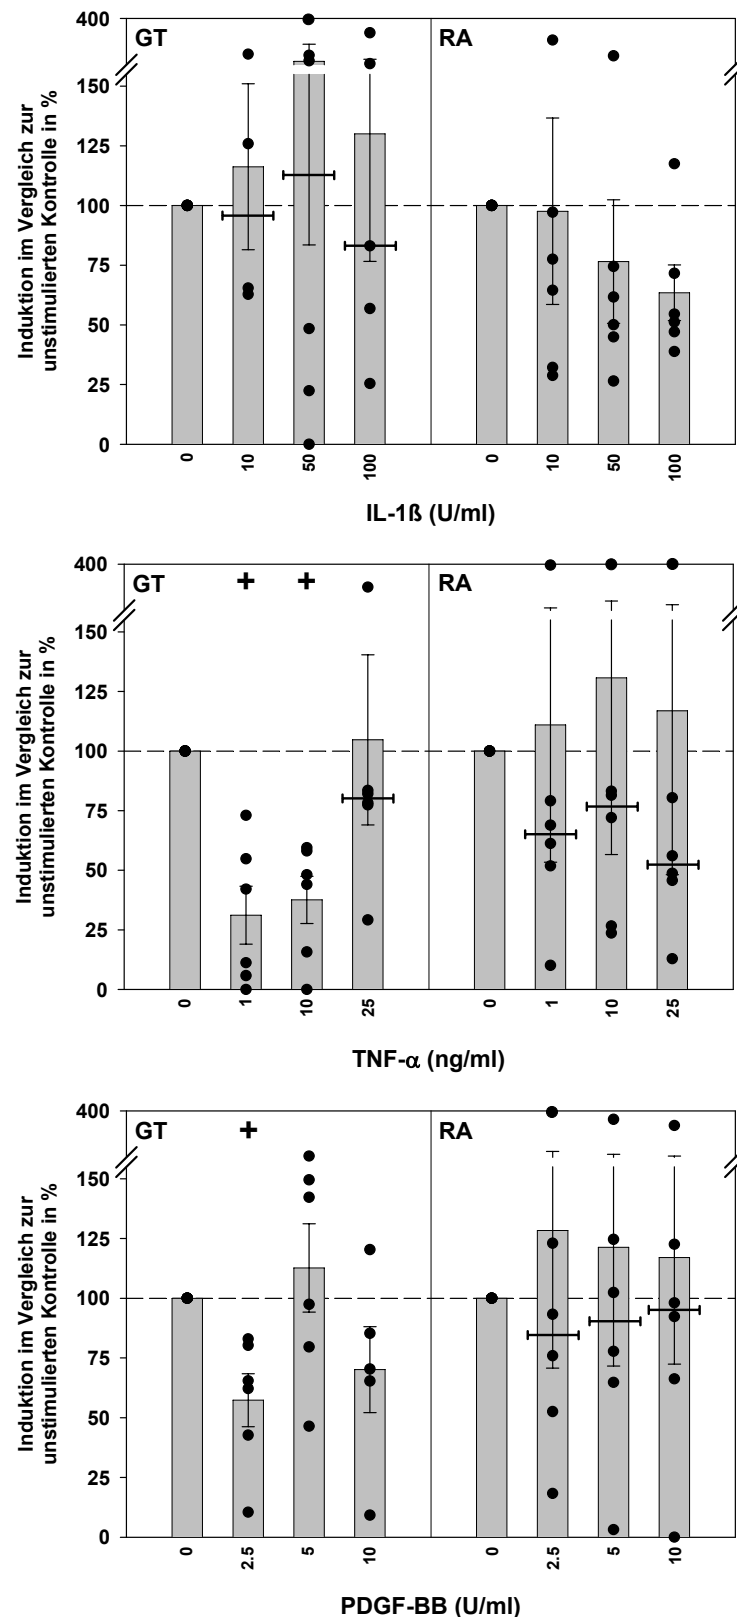 Induktion im Vergleich zur
unstimulierten Kontrolle in %
400
150
125
100
75
50
25
0
GT
RA
0 10 50 100 0 10 50 100
IL-1ß (U/ml)
Induktion im Vergleich zur
unstimulierten Kontrolle in %
400
150
125
100
75
50
25
0
GT + + RA
0 1 10 25 0 1 10 25
TNF-α (ng/ml)
Induktion im Vergleich zur
unstimulierten Kontrolle in %
400
150
125
100
75
50
25
0
GT + RA
0 2.5 5 10 0 2.5 5 10
PDGF-BB (U/ml)